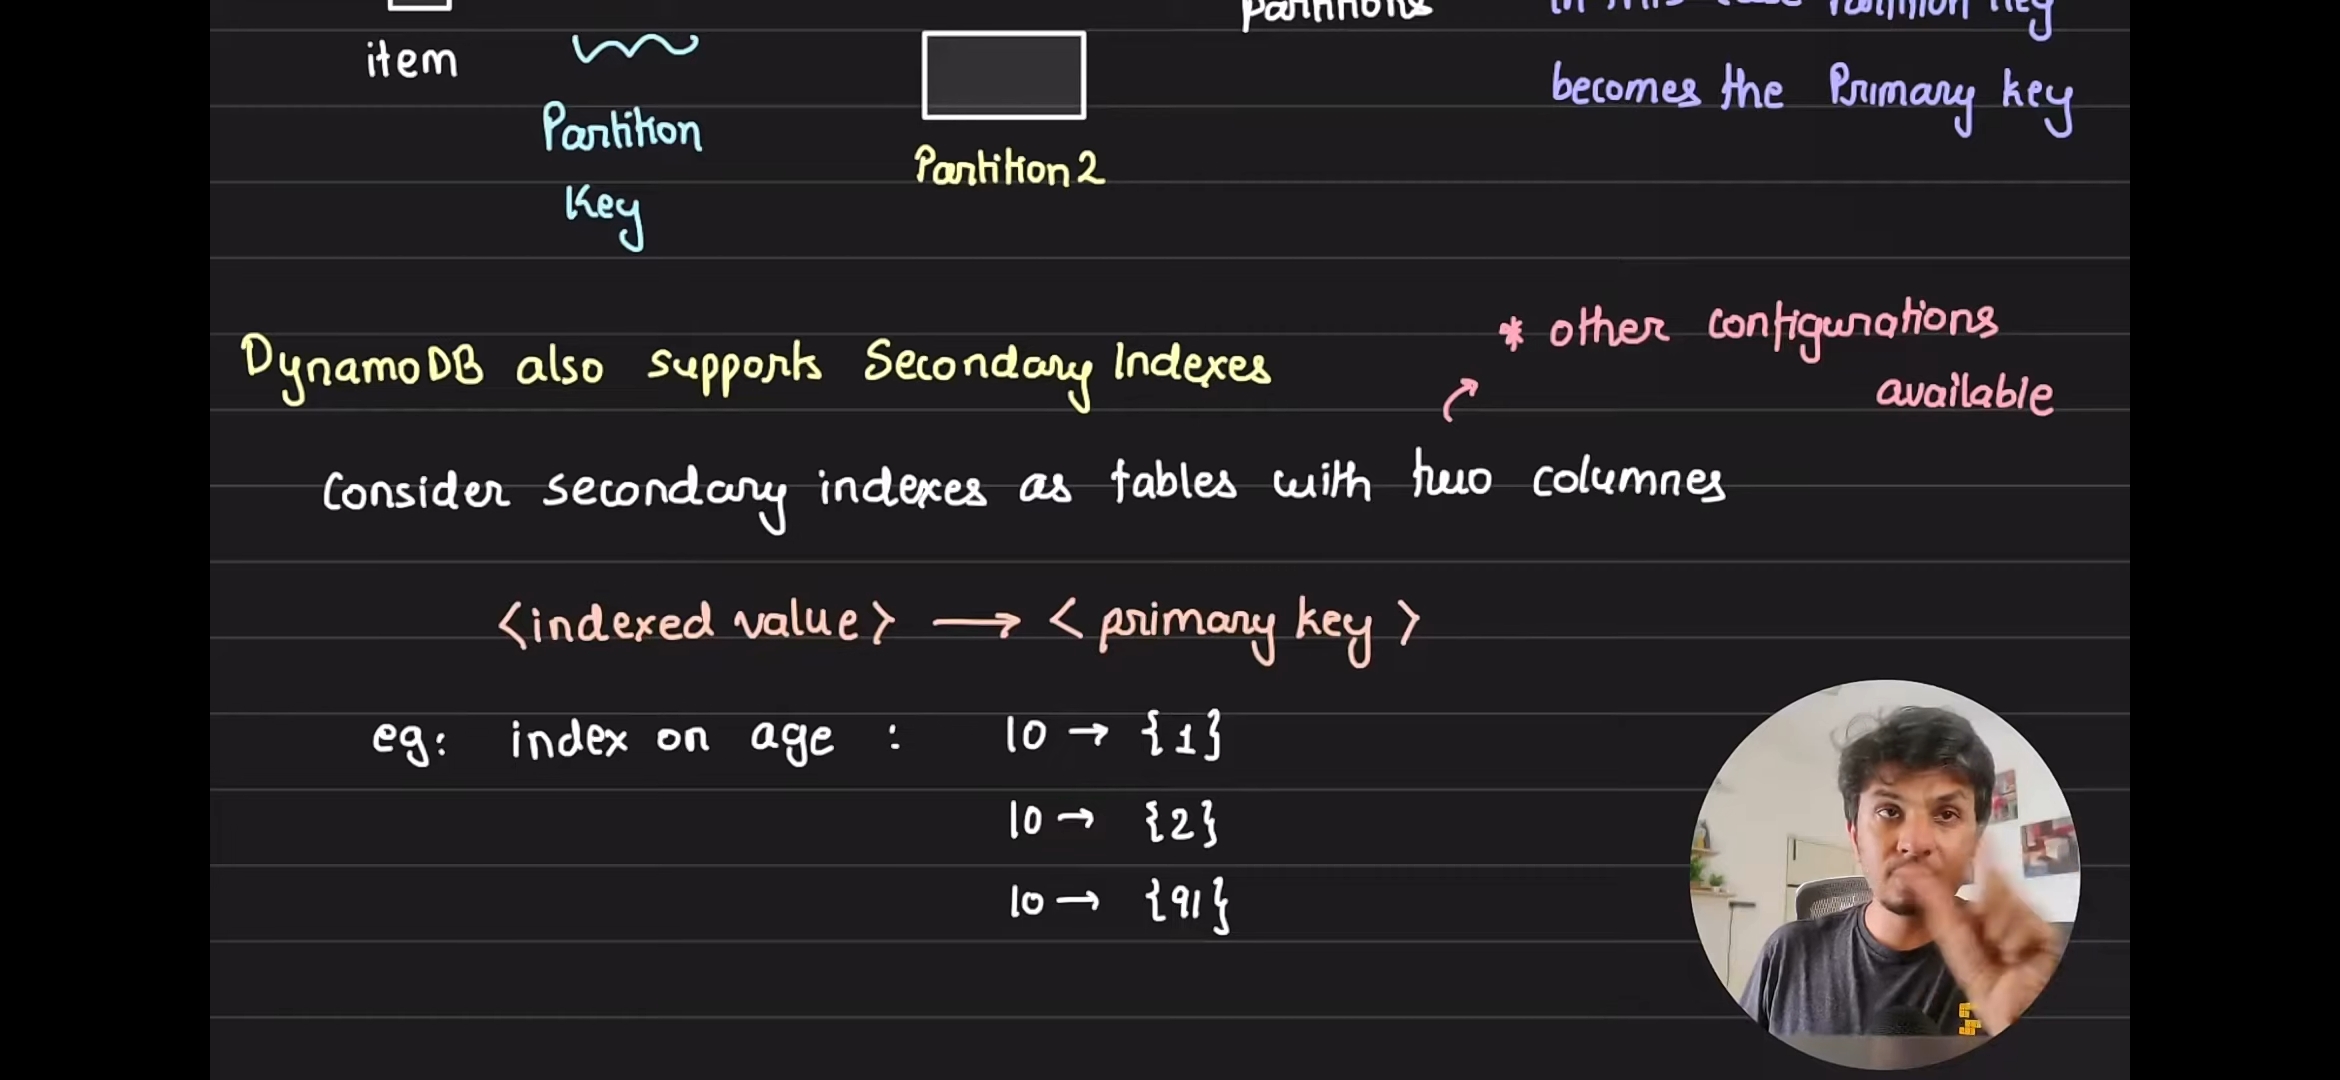 item
partitions
Partition
Key
Partition 2
becomes the Primary key
DynamoDB also supports Secondary Indexes
* other configurations
available
Consider secondary indexes as tables with two columnes
<indexed value> → < primary key >
eg: index on age : 10 → {1}
10 → {2}
10 → {91}